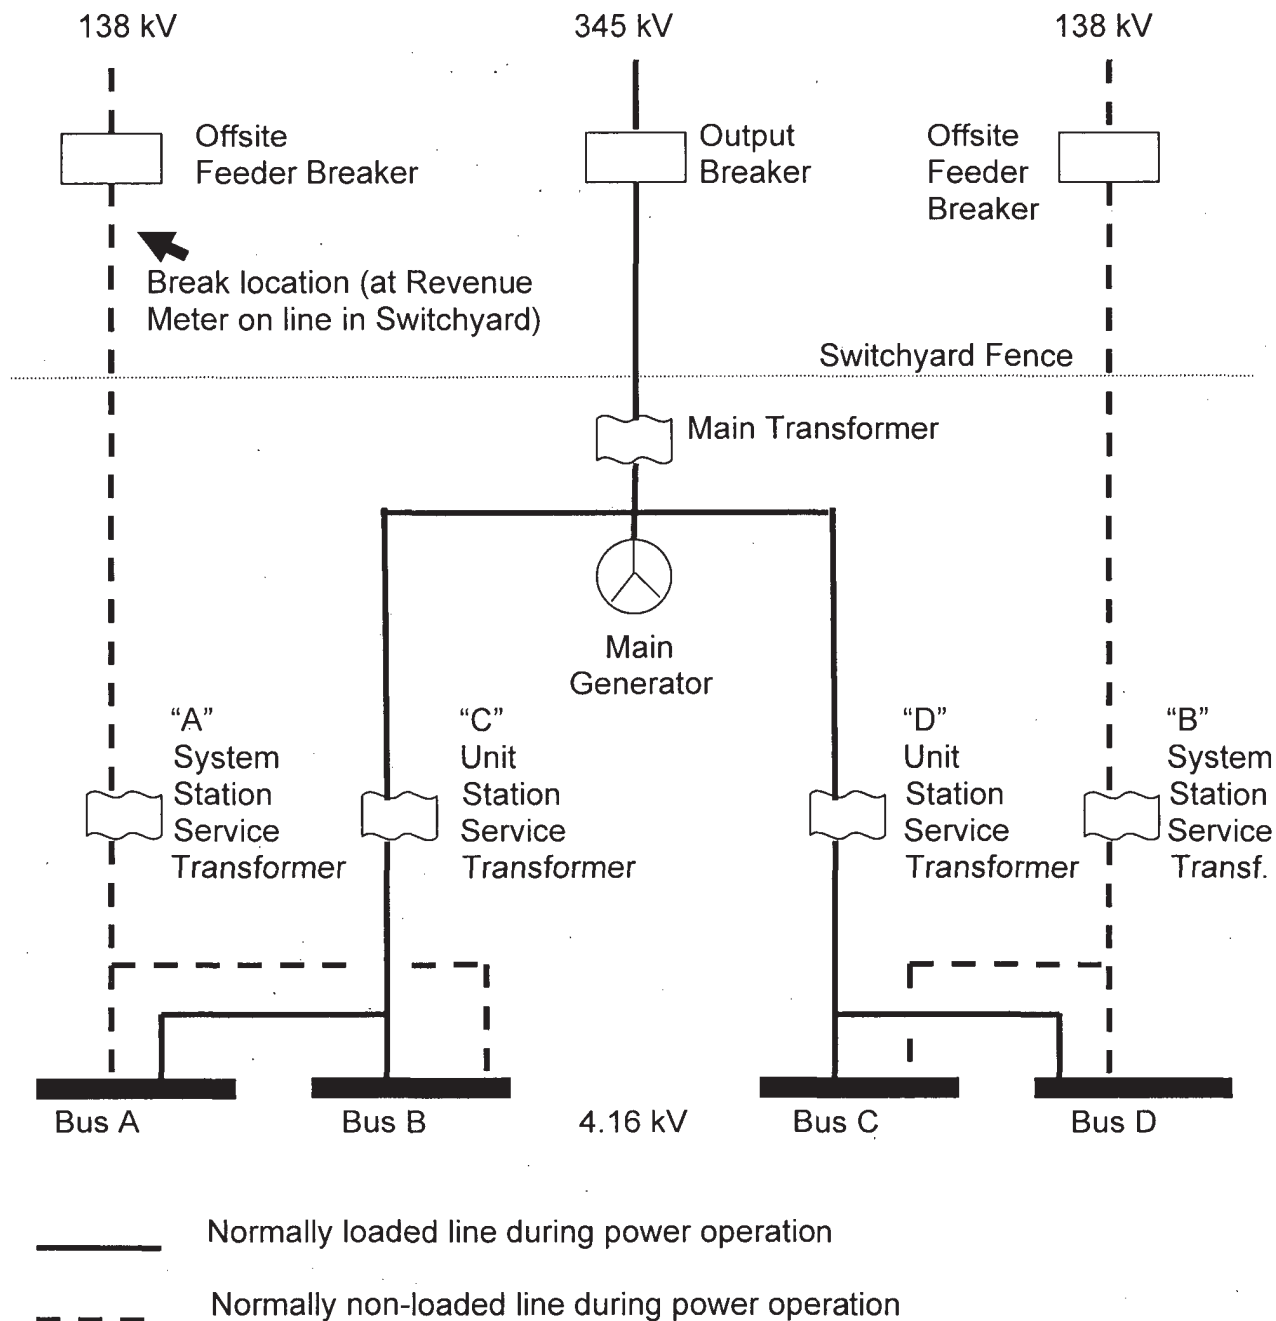 138 kV
345 kV
138 kV
Offsite
Feeder Breaker
Output
Breaker
Offsite
Feeder
Breaker
Break location (at Revenue
Meter on line in Switchyard)
Switchyard Fence
Main Transformer
Main
Generator
"A"
System
Station
Service
Transformer
"C"
Unit
Station
Service
Transformer
"D"
Unit
Station
Service
Transformer
"B"
System
Station
Service
Transf.
Bus A
Bus B
4.16 kV
Bus C
Bus D
Normally loaded line during power operation
Normally non-loaded line during power operation